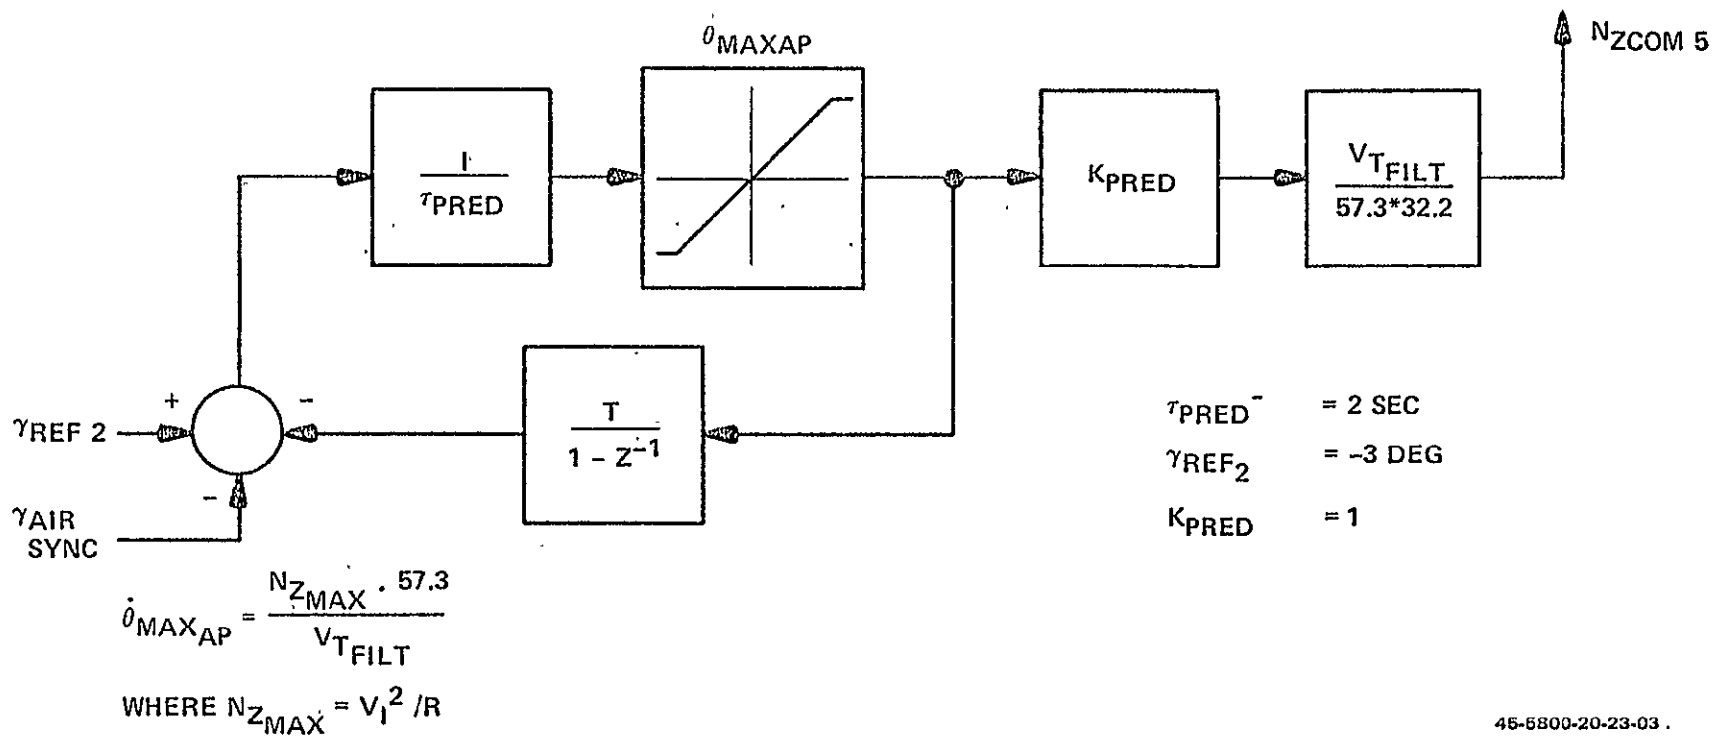 θ̇MAXAP
NZCOM 5
1
τPRED
KPRED
VTFILT
57.3*32.2
+
-
γREF 2
-
γAIR
SYNC
T
1 - Z-1
τPRED- = 2 SEC
γREF2 = -3 DEG
KPRED = 1
θ̇MAXAP = NZMAX . 57.3
VTFILT
WHERE NZMAX = VI2 /R
45-5800-20-23-03 .